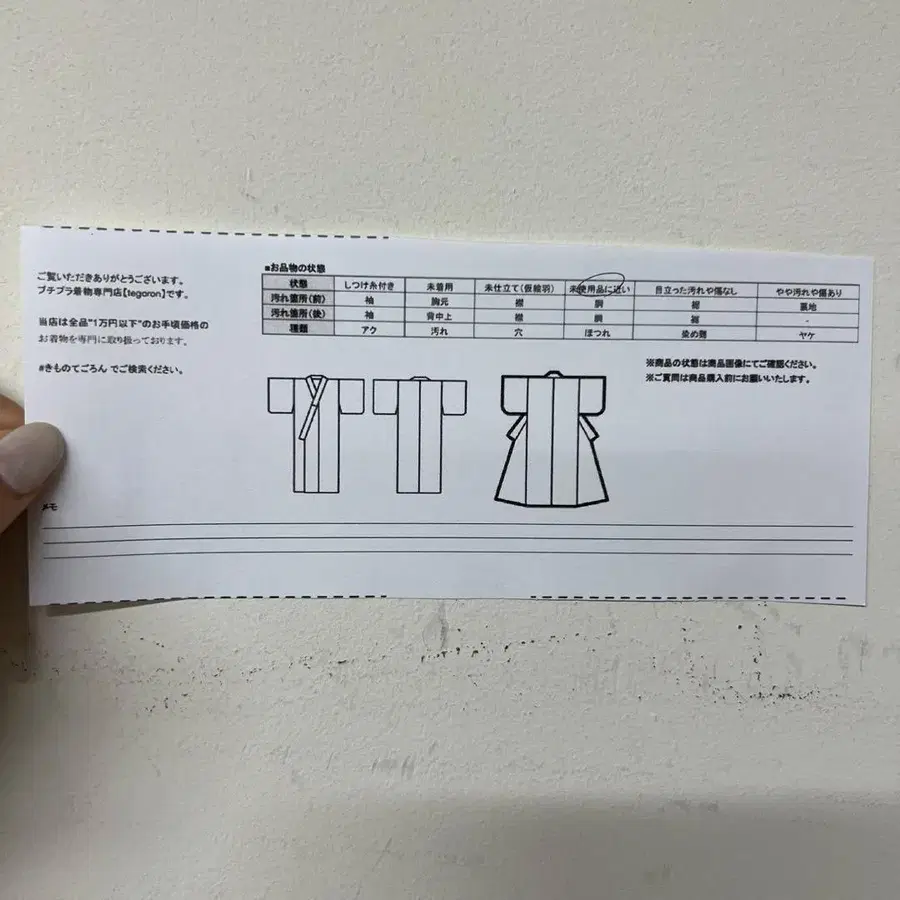 ご覧いただきありがとうございます。
プチプラ着物専門店【tegoron】です。
当店は全品"1万円以下"のお手頃価格の
お着物を専門に取り扱っております。
#きものてごろん でご検索ください。
■お品物の状態
状態 しつけ糸付き 未着用 未仕立て(仮絵羽) 未使用品に近い 目立った汚れや傷なし やや汚れや傷あり
汚れ箇所(前) 袖 胸元 襟 胴 裾 裏地
汚れ箇所(後) 袖 背中上 襟 胴 裾 -
種類 アク 汚れ 穴 ほつれ 染め剥 ヤケ
※商品の状態は商品画像にてご確認ください。
※ご質問は商品購入前にお願いいたします。
メモ